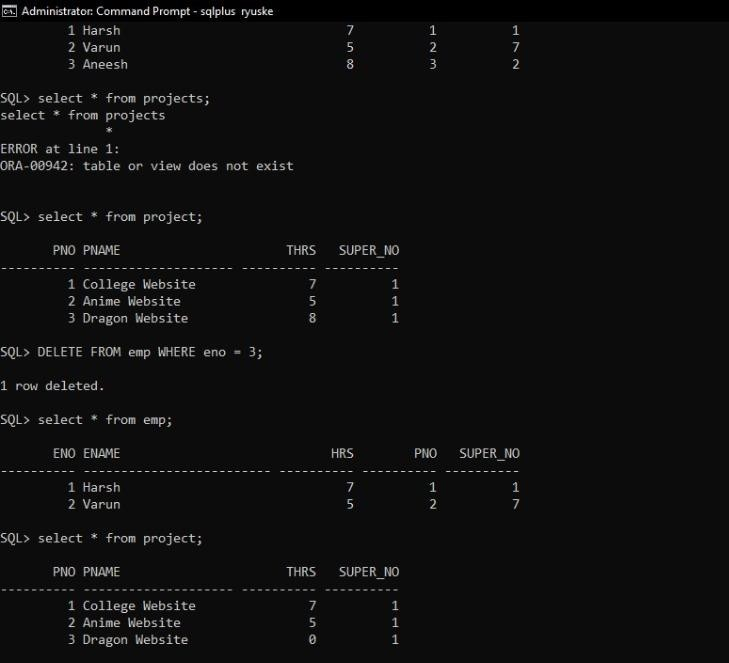 Administrator: Command Prompt - sqlplus ryuske
1 Harsh 7 1 1
2 Varun 5 2 7
3 Aneesh 8 3 2
SQL> select * from projects;
select * from projects
*
ERROR at line 1:
ORA-00942: table or view does not exist
SQL> select * from project;
PNO PNAME THRS SUPER_NO
---------- -------------------- ---------- ----------
1 College Website 7 1
2 Anime Website 5 1
3 Dragon Website 8 1
SQL> DELETE FROM emp WHERE eno = 3;
1 row deleted.
SQL> select * from emp;
ENO ENAME HRS PNO SUPER_NO
---------- ------------------------- ---------- ---------- ----------
1 Harsh 7 1 1
2 Varun 5 2 7
SQL> select * from project;
PNO PNAME THRS SUPER_NO
---------- -------------------- ---------- ----------
1 College Website 7 1
2 Anime Website 5 1
3 Dragon Website 0 1